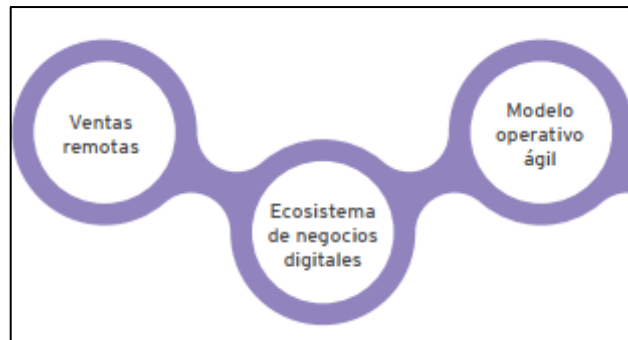 Ventas
remotas
Ecosistema
de negocios
digitales
Modelo
operativo
ágil